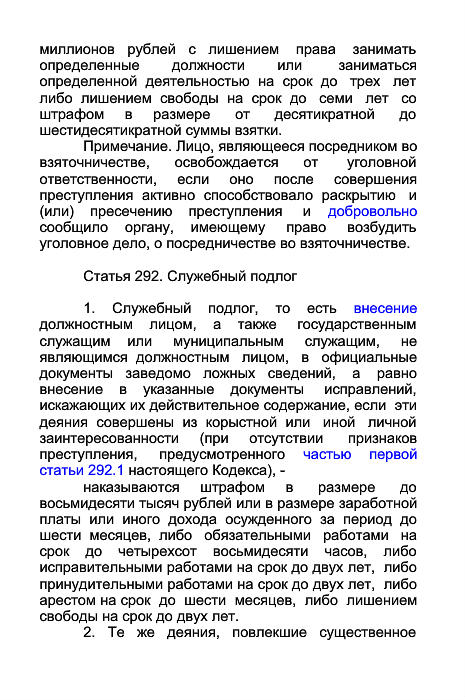 миллионов рублей с лишением права занимать
определенные должности или заниматься
определенной деятельностью на срок до трех лет
либо лишением свободы на срок до семи лет со
штрафом в размере от десятикратной до
шестидесятикратной суммы взятки.
Примечание. Лицо, являющееся посредником во
взяточничестве, освобождается от уголовной
ответственности, если оно после совершения
преступления активно способствовало раскрытию и
(или) пресечению преступления и добровольно
сообщило органу, имеющему право возбудить
уголовное дело, о посредничестве во взяточничестве.
Статья 292. Служебный подлог
1. Служебный подлог, то есть внесение
должностным лицом, а также государственным
служащим или муниципальным служащим, не
являющимся должностным лицом, в официальные
документы заведомо ложных сведений, а равно
внесение в указанные документы исправлений,
искажающих их действительное содержание, если эти
деяния совершены из корыстной или иной личной
заинтересованности (при отсутствии признаков
преступления, предусмотренного частью первой
статьи 292.1 настоящего Кодекса), -
наказываются штрафом в размере до
восьмидесяти тысяч рублей или в размере заработной
платы или иного дохода осужденного за период до
шести месяцев, либо обязательными работами на
срок до четырехсот восьмидесяти часов, либо
исправительными работами на срок до двух лет, либо
принудительными работами на срок до двух лет, либо
арестом на срок до шести месяцев, либо лишением
свободы на срок до двух лет.
2. Те же деяния, повлекшие существенное